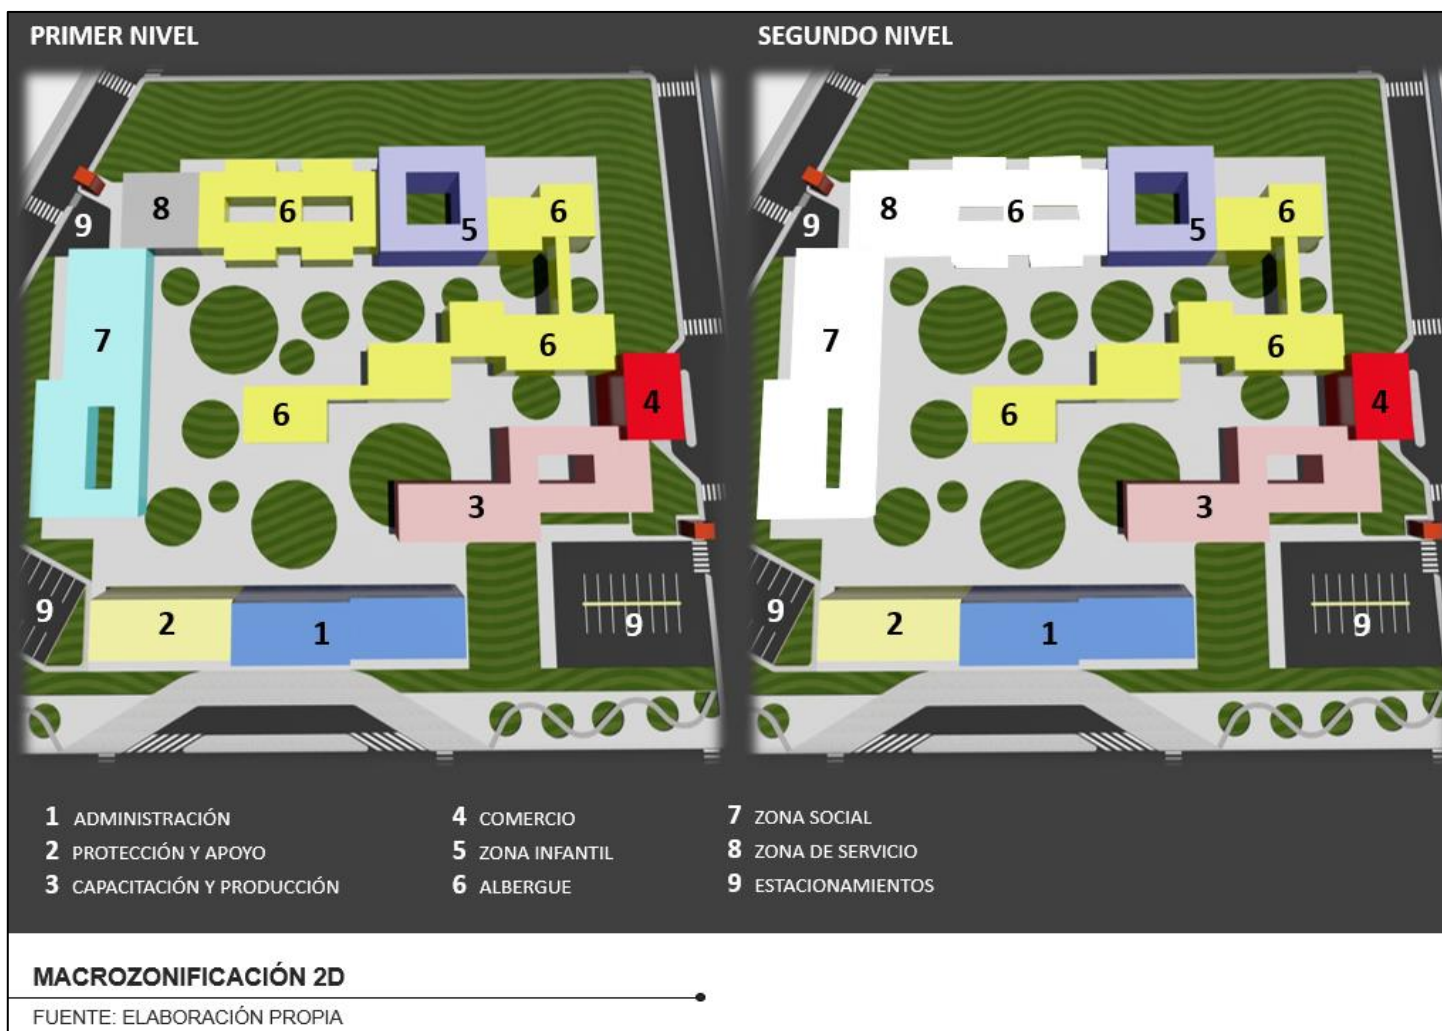 PRIMER NIVEL
SEGUNDO NIVEL
8
6
5
6
9
7
6
4
6
3
9
2
1
9
8
6
5
6
9
7
6
4
6
3
9
2
1
9
1 ADMINISTRACIÓN
2 PROTECCIÓN Y APOYO
3 CAPACITACIÓN Y PRODUCCIÓN
4 COMERCIO
5 ZONA INFANTIL
6 ALBERGUE
7 ZONA SOCIAL
8 ZONA DE SERVICIO
9 ESTACIONAMIENTOS
MACROZONIFICACIÓN 2D
FUENTE: ELABORACIÓN PROPIA